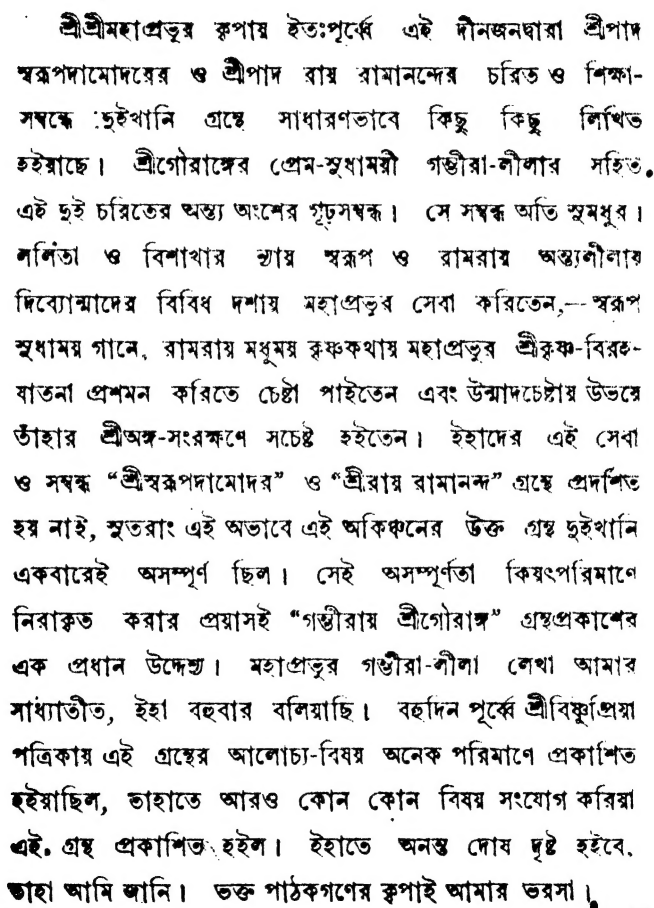 শ্রীশ্রীমহাপ্রভুর কৃপায় ইতঃপূর্ব্বে এই দীনজনদ্বারা শ্রীপাদ
স্বরূপদামোদরের ও শ্রীপাদ রায় রামানন্দের চরিত ও শিক্ষা-
সম্বন্ধে দুইখানি গ্রন্থে সাধারণভাবে কিছু কিছু লিখিত
হইয়াছে। শ্রীগৌরাঙ্গের প্রেম-সুধাময়ী গম্ভীরা-লীলার সহিত
এই দুই চরিতের অন্ত্য অংশের গূঢ়সম্বন্ধ। সে সম্বন্ধ অতি সুমধুর।
ললিতা ও বিশাখার ন্যায় স্বরূপ ও রামরায় অন্ত্যলীলায়
দিব্যোন্মাদের বিবিধ দশায় মহাপ্রভুর সেবা করিতেন,—স্বরূপ
সুধাময় গানে, রামরায় মধুময় কৃষ্ণকথায় মহাপ্রভুর শ্রীকৃষ্ণ-বিরহ-
যাতনা প্রশমন করিতে চেষ্টা পাইতেন এবং উন্মাদচেষ্টায় উভয়ে
তাঁহার শ্রীঅঙ্গ-সংরক্ষণে সচেষ্ট হইতেন। ইহাদের এই সেবা
ও সম্বন্ধ “শ্রীস্বরূপদামোদর” ও “শ্রীরায় রামানন্দ” গ্রন্থে প্রদর্শিত
হয় নাই, সুতরাং এই অভাবে এই অকিঞ্চনের উক্ত গ্রন্থ দুইখানি
একবারেই অসম্পূর্ণ ছিল। সেই অসম্পূর্ণতা কিয়ৎপরিমাণে
নিরাকৃত করার প্রয়াসই “গম্ভীরায় শ্রীগৌরাঙ্গ” গ্রন্থপ্রকাশের
এক প্রধান উদ্দেশ্য। মহাপ্রভুর গম্ভীরা-লীলা লেখা আমার
সাধ্যাতীত, ইহা বহুবার বলিয়াছি। বহুদিন পূর্ব্বে শ্রীবিষ্ণুপ্রিয়া
পত্রিকায় এই গ্রন্থের আলোচ্য-বিষয় অনেক পরিমাণে প্রকাশিত
হইয়াছিল, তাহাতে আরও কোন কোন বিষয় সংযোগ করিয়া
এই গ্রন্থ প্রকাশিত হইল। ইহাতে অনন্ত দোষ দৃষ্ট হইবে,
তাহা আমি জানি। ভক্ত পাঠকগণের কৃপাই আমার ভরসা।